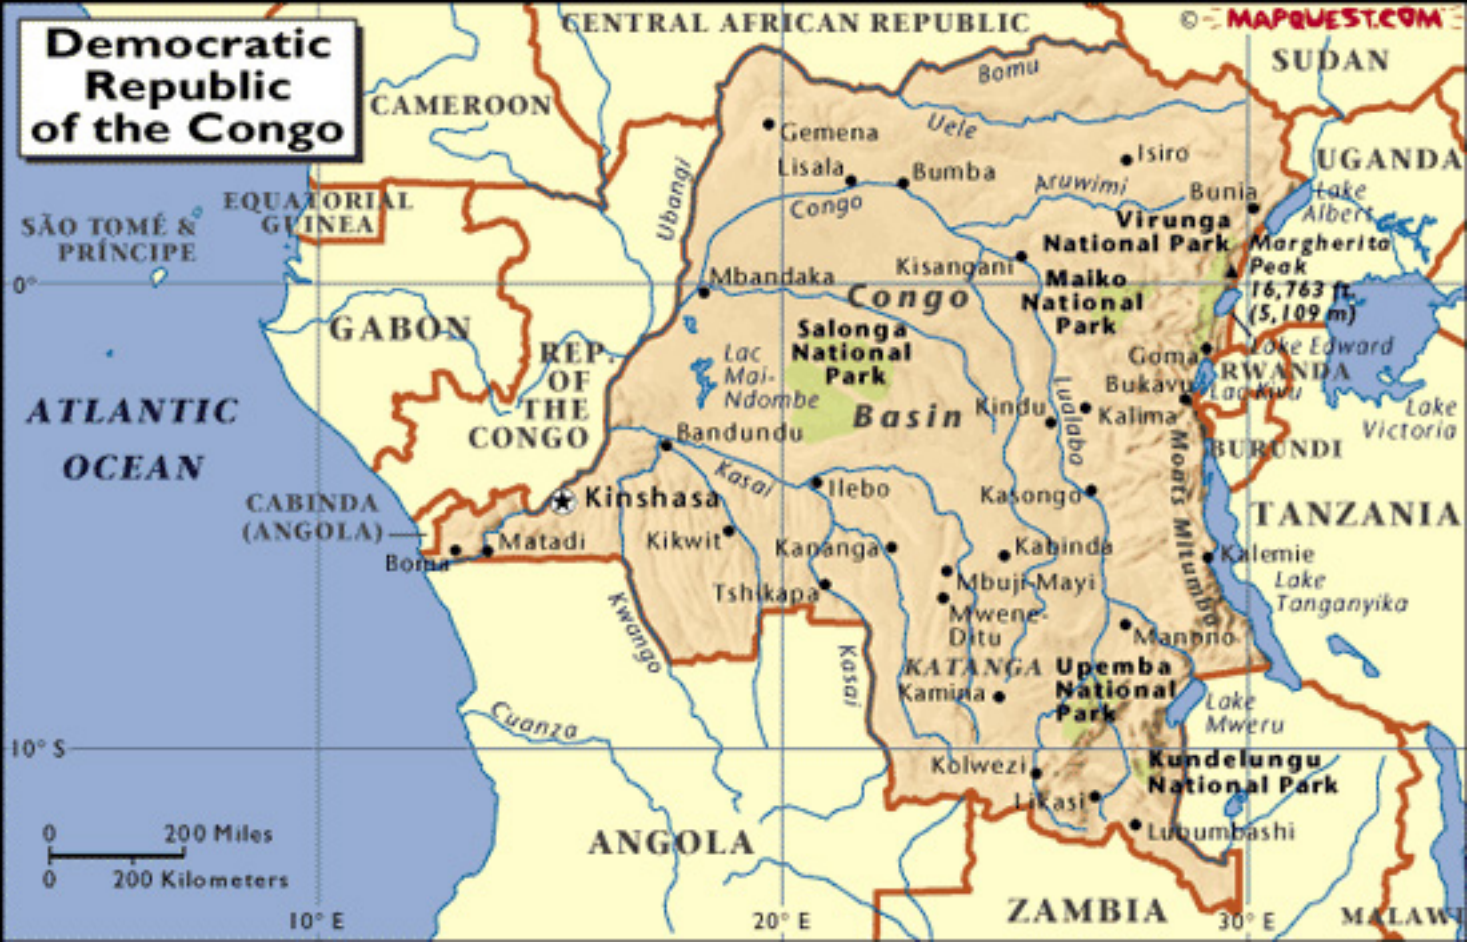 Democratic
Republic
of the Congo
CENTRAL AFRICAN REPUBLIC
© MAPQUEST.COM
SUDAN
CAMEROON
Bomu
Uele
Gemena
Isiro
UGANDA
Lisala
Bumba
Aruwimi
Bunia
Lake
Albert
EQUATORIAL
GUINEA
SÃO TOMÉ &
PRÍNCIPE
Ubangi
Congo
Virunga
National Park
Margherita
Peak
16,763 ft.
(5,109 m)
Kisangani
Maiko
National
Park
0°
Mbandaka
Congo
GABON
Salonga
National
Park
REP.
OF
THE
CONGO
Lac
Mai-
Ndombe
Goma
Lake Edward
RWANDA
Bukavu
Lac Kivu
Lake
Victoria
ATLANTIC
OCEAN
Basin
Kindu
Lualaba
Kalima
Bandundu
Monts Mitumba
BURUNDI
Kasai
Ilebo
Kasongo
CABINDA
(ANGOLA)
Kinshasa
TANZANIA
Boma
Matadi
Kikwit
Kananga
Kabinda
Kalemie
Tshikapa
Mbuji-Mayi
Mwene-
Ditu
Lake
Tanganyika
Kwango
Manono
Kasai
KATANGA
Upemba
National
Park
Kamina
Lake
Mweru
Cuanza
10° S
Kolwezi
Kundelungu
National Park
Likasi
Lubumbashi
ANGOLA
0 200 Miles
0 200 Kilometers
10° E
20° E
30° E
ZAMBIA
MALAWI